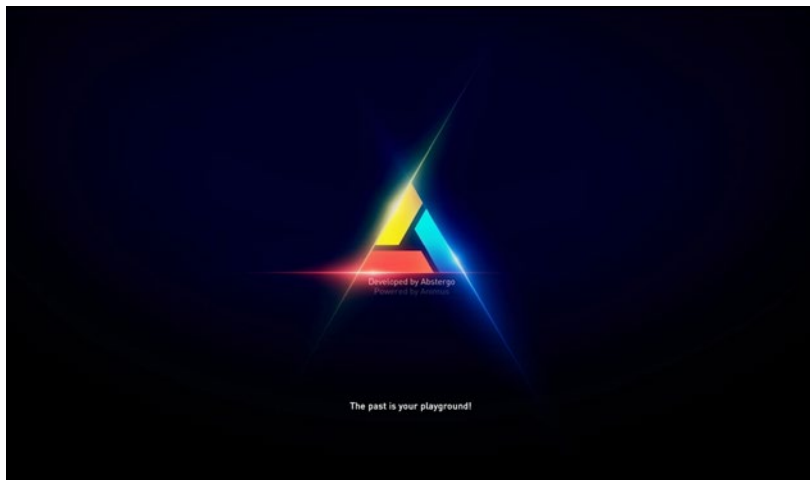 Developed by Abstergo
Powered by Animus
The past is your playground!